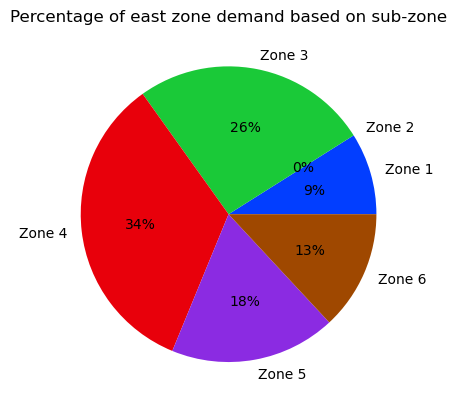 Percentage of east zone demand based on sub-zone
Zone 3
Zone 2
26%
0%
Zone 1
9%
34%
Zone 4
13%
Zone 6
18%
Zone 5